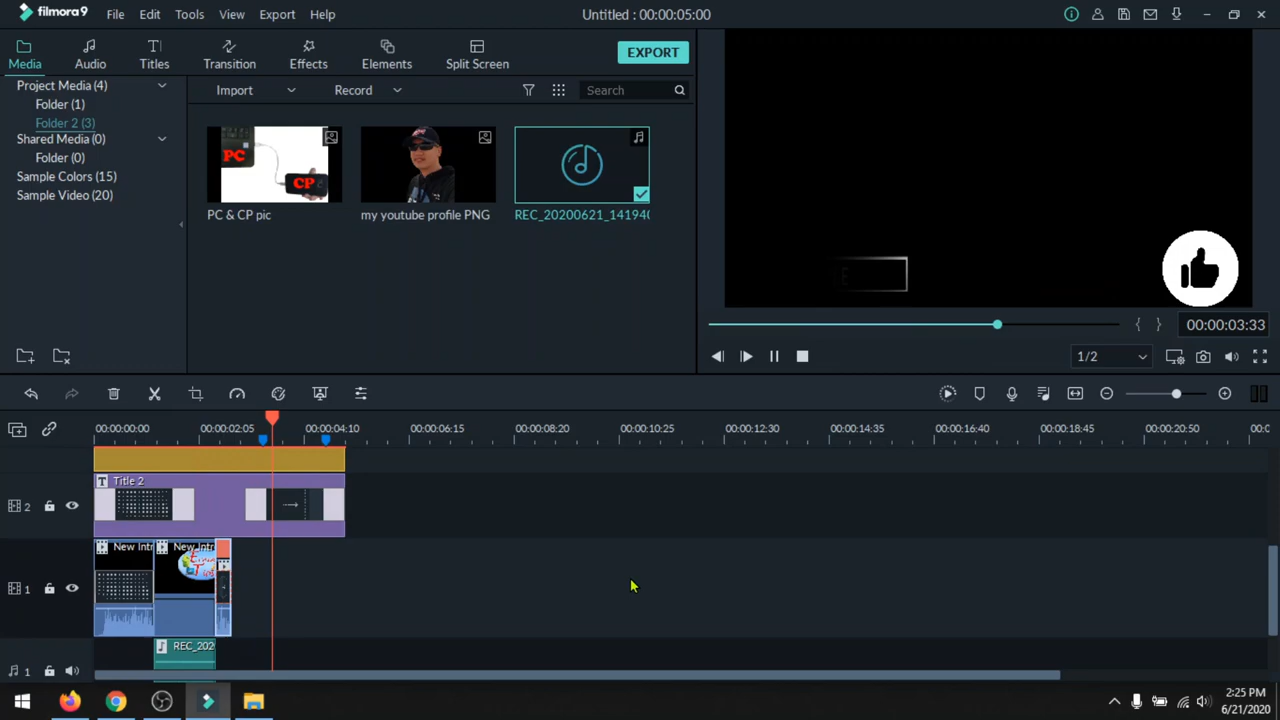 filmora9 File Edit Tools View Export Help Untitled : 00:00:05:00
Media Audio Titles Transition Effects Elements Split Screen EXPORT
Project Media (4)
Folder (1)
Folder 2 (3)
Shared Media (0)
Folder (0)
Sample Colors (15)
Sample Video (20)
Import Record Search
PC CP
PC & CP pic my youtube profile PNG REC_20200621_141940
E
00:00:03:33
1/2
00:00:00:00 00:00:02:05 00:00:04:10 00:00:06:15 00:00:08:20 00:00:10:25 00:00:12:30 00:00:14:35 00:00:16:40 00:00:18:45 00:00:20:50 00:0
Title 2
2
New Intr New Intr
1
REC_202
1
2:25 PM
6/21/2020